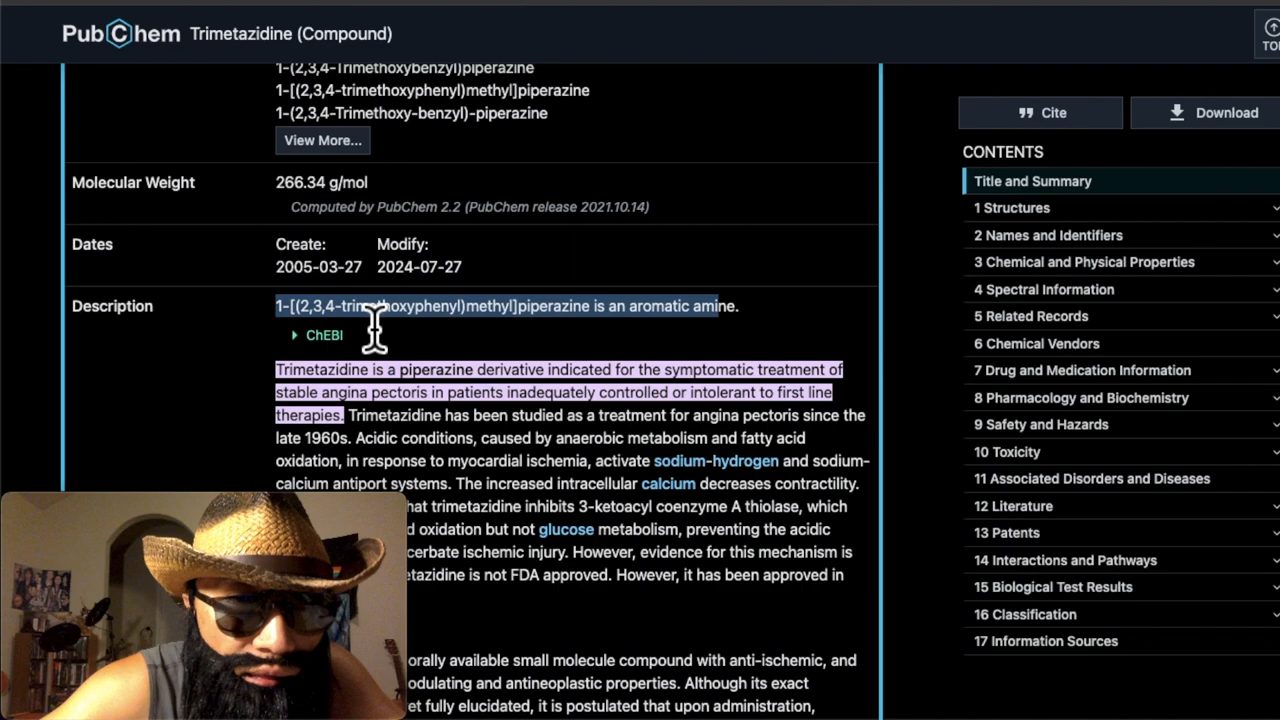 PubChem Trimetazidine (Compound)
1-(2,3,4-Trimethoxybenzyl)piperazine
1-[(2,3,4-trimethoxyphenyl)methyl]piperazine
1-(2,3,4-Trimethoxy-benzyl)-piperazine
View More...
Molecular Weight
266.34 g/mol
Computed by PubChem 2.2 (PubChem release 2021.10.14)
Dates
Create: Modify:
2005-03-27 2024-07-27
Description
1-[(2,3,4-trimethoxyphenyl)methyl]piperazine is an aromatic amine.
ChEBI
Trimetazidine is a piperazine derivative indicated for the symptomatic treatment of
stable angina pectoris in patients inadequately controlled or intolerant to first line
therapies. Trimetazidine has been studied as a treatment for angina pectoris since the
late 1960s. Acidic conditions, caused by anaerobic metabolism and fatty acid
oxidation, in response to myocardial ischemia, activate sodium-hydrogen and sodium-
calcium antiport systems. The increased intracellular calcium decreases contractility.
hat trimetazidine inhibits 3-ketoacyl coenzyme A thiolase, which
d oxidation but not glucose metabolism, preventing the acidic
cerbate ischemic injury. However, evidence for this mechanism is
etazidine is not FDA approved. However, it has been approved in
orally available small molecule compound with anti-ischemic, and
odulating and antineoplastic properties. Although its exact
et fully elucidated, it is postulated that upon administration,
TO
Cite
Download
CONTENTS
Title and Summary
1 Structures
2 Names and Identifiers
3 Chemical and Physical Properties
4 Spectral Information
5 Related Records
6 Chemical Vendors
7 Drug and Medication Information
8 Pharmacology and Biochemistry
9 Safety and Hazards
10 Toxicity
11 Associated Disorders and Diseases
12 Literature
13 Patents
14 Interactions and Pathways
15 Biological Test Results
16 Classification
17 Information Sources